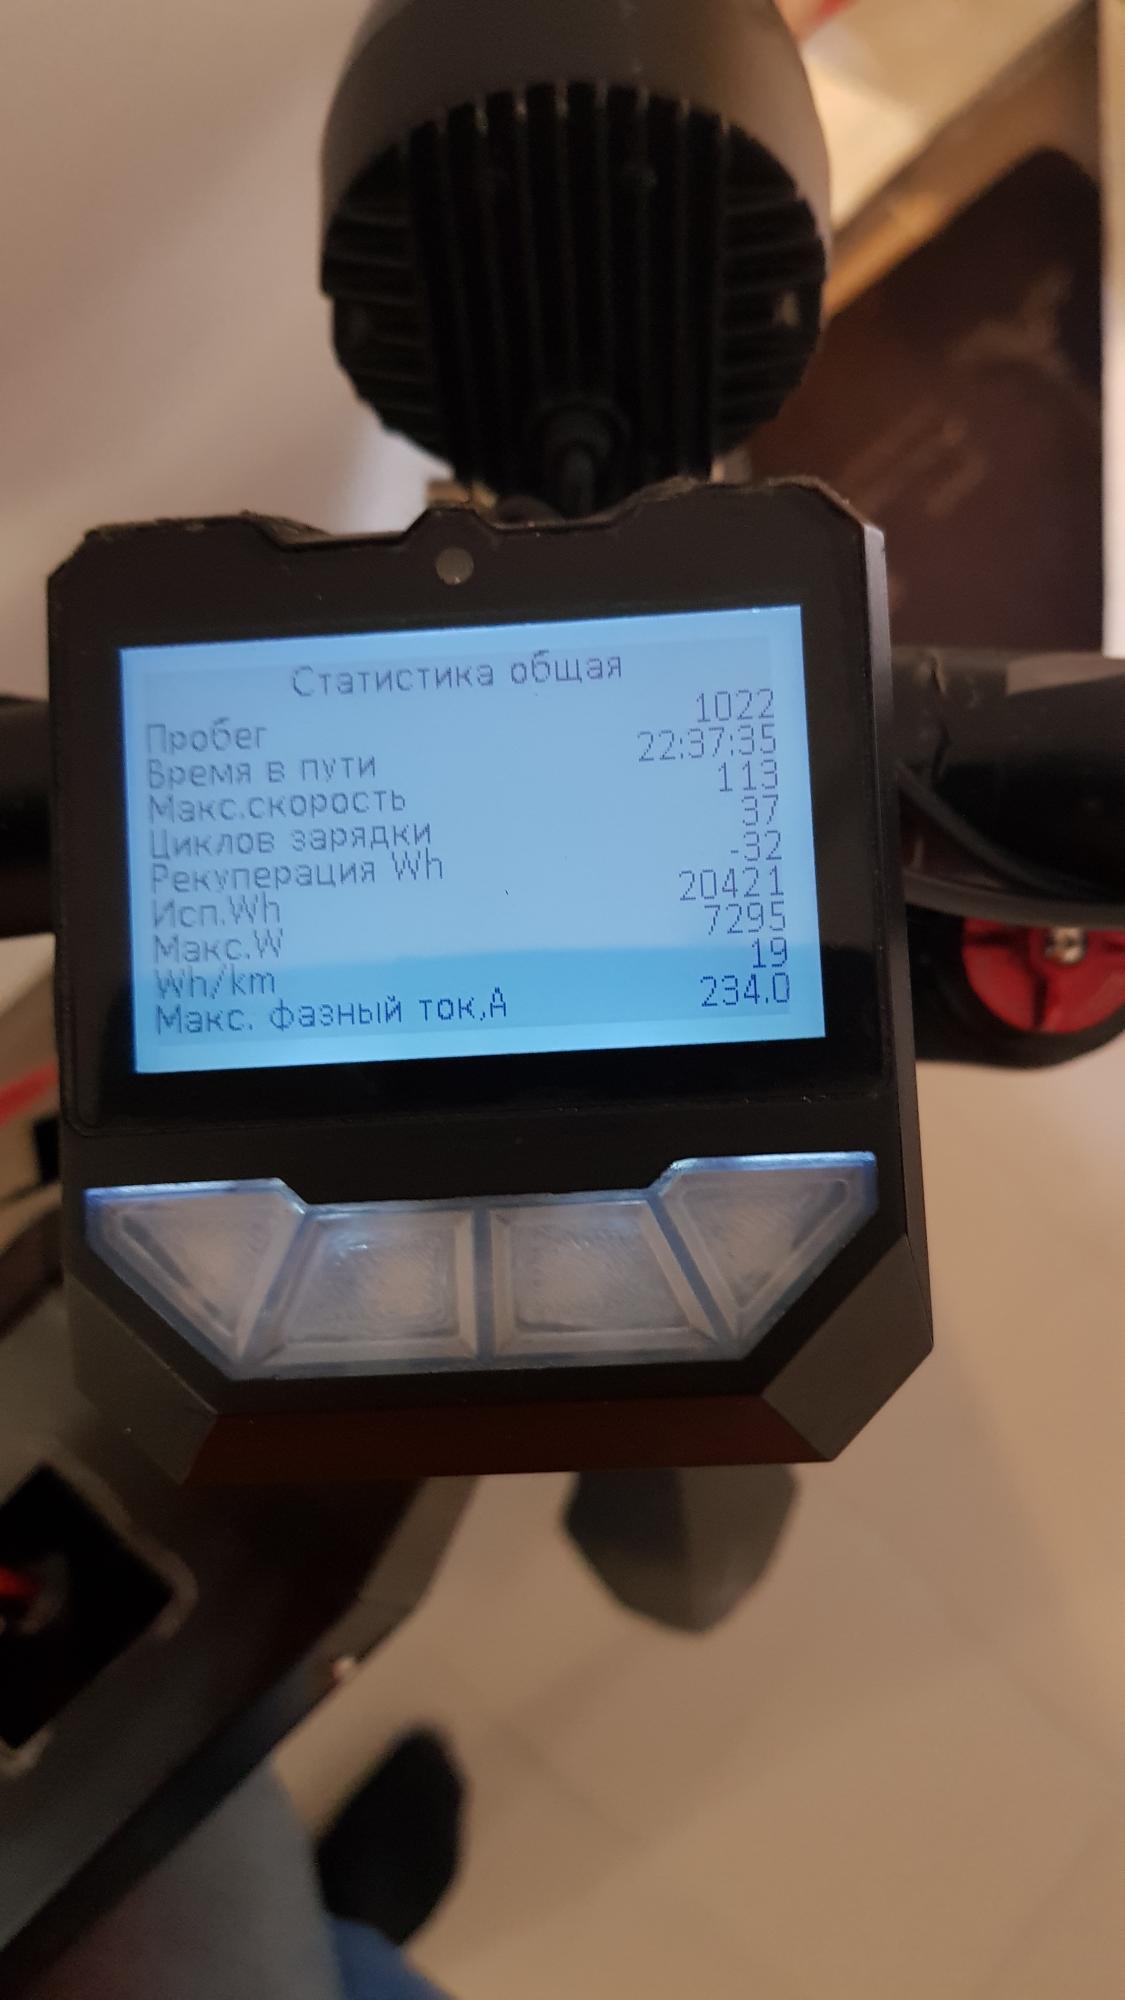 Статистика общая
Пробег 1022
Время в пути 22:37:35
Макс.скорость 113
Циклов зарядки 37
Рекуперация Wh -32
Исп.Wh 20421
Макс.W 7295
Wh/km 19
Макс. фазный ток,А 234.0